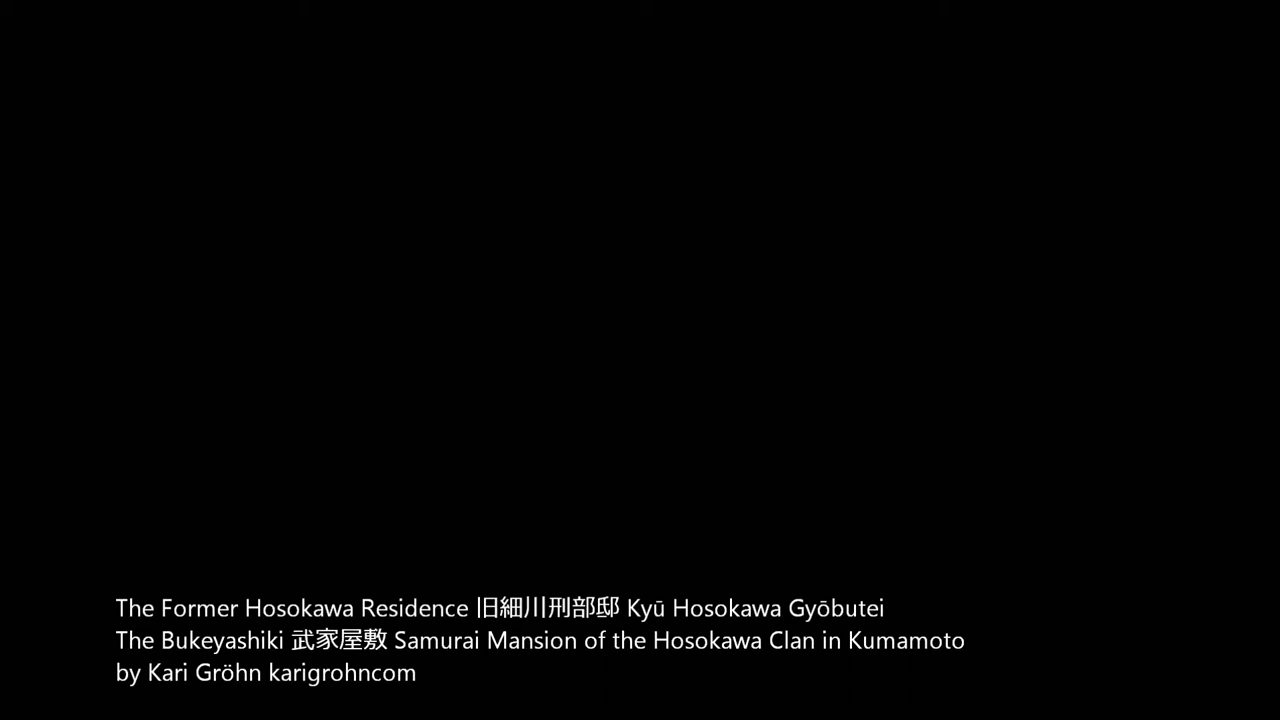 The Former Hosokawa Residence 旧細川刑部邸 Kyū Hosokawa Gyōbutei
The Bukeyashiki 武家屋敷 Samurai Mansion of the Hosokawa Clan in Kumamoto
by Kari Gröhn karigrohncom